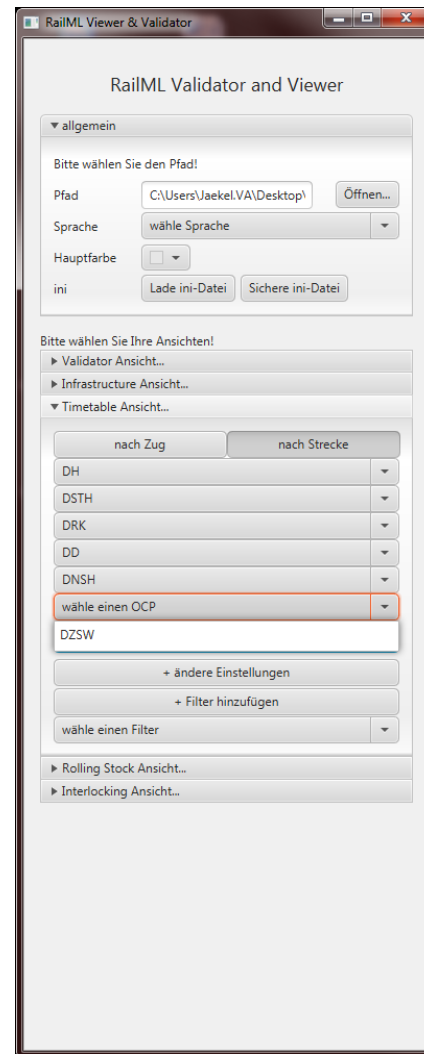 RailML Viewer & Validator
RailML Validator and Viewer
allgemein
Bitte wählen Sie den Pfad!
Pfad C:\Users\Jaekel.VA\Desktop\ Öffnen...
Sprache wähle Sprache
Hauptfarbe
ini Lade ini-Datei Sichere ini-Datei
Bitte wählen Sie Ihre Ansichten!
Validator Ansicht...
Infrastructure Ansicht...
Timetable Ansicht...
nach Zug nach Strecke
DH
DSTH
DRK
DD
DNSH
wähle einen OCP
DZSW
+ ändere Einstellungen
+ Filter hinzufügen
wähle einen Filter
Rolling Stock Ansicht...
Interlocking Ansicht...